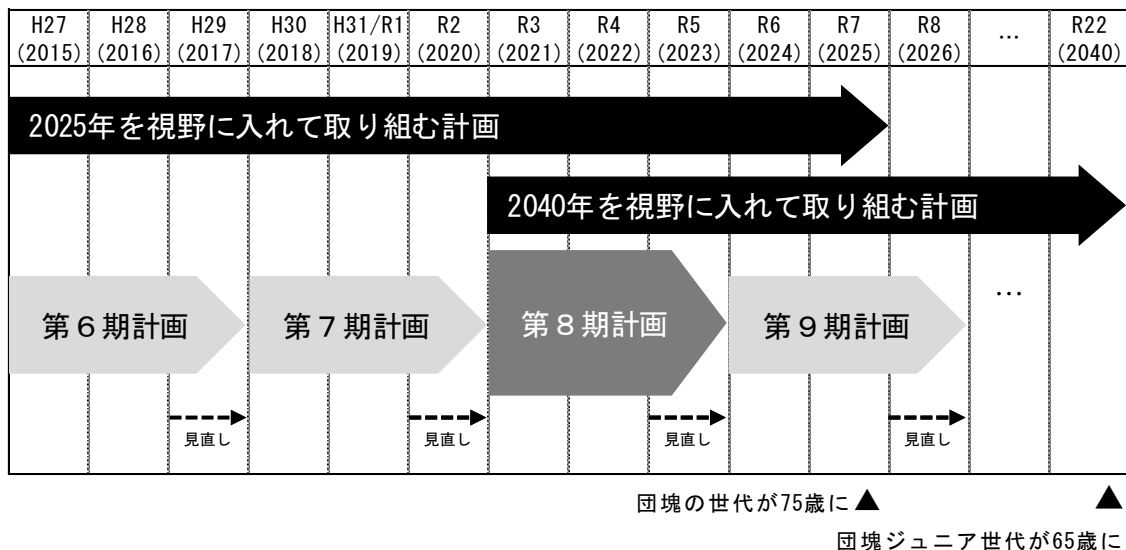 H27 H28 H29 H30 H31/R1 R2 R3 R4 R5 R6 R7 R8 … R22
(2015) (2016) (2017) (2018) (2019) (2020) (2021) (2022) (2023) (2024) (2025) (2026) (2040)
2025年を視野に入れて取り組む計画
2040年を視野に入れて取り組む計画
…
第６期計画 第７期計画 第８期計画 第９期計画
見直し 見直し 見直し 見直し
団塊の世代が75歳に▲ ▲
団塊ジュニア世代が65歳に